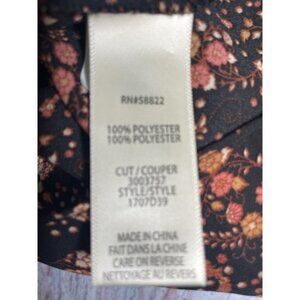 RN#58822
100% POLYESTER
100% POLYESTER
CUT / COUPER
3003757
STYLE/STYLE
1707D39
MADE IN CHINA
FAIT DANS LA CHINE
CARE ON REVERSE
NETTOYAGE AU REVERS